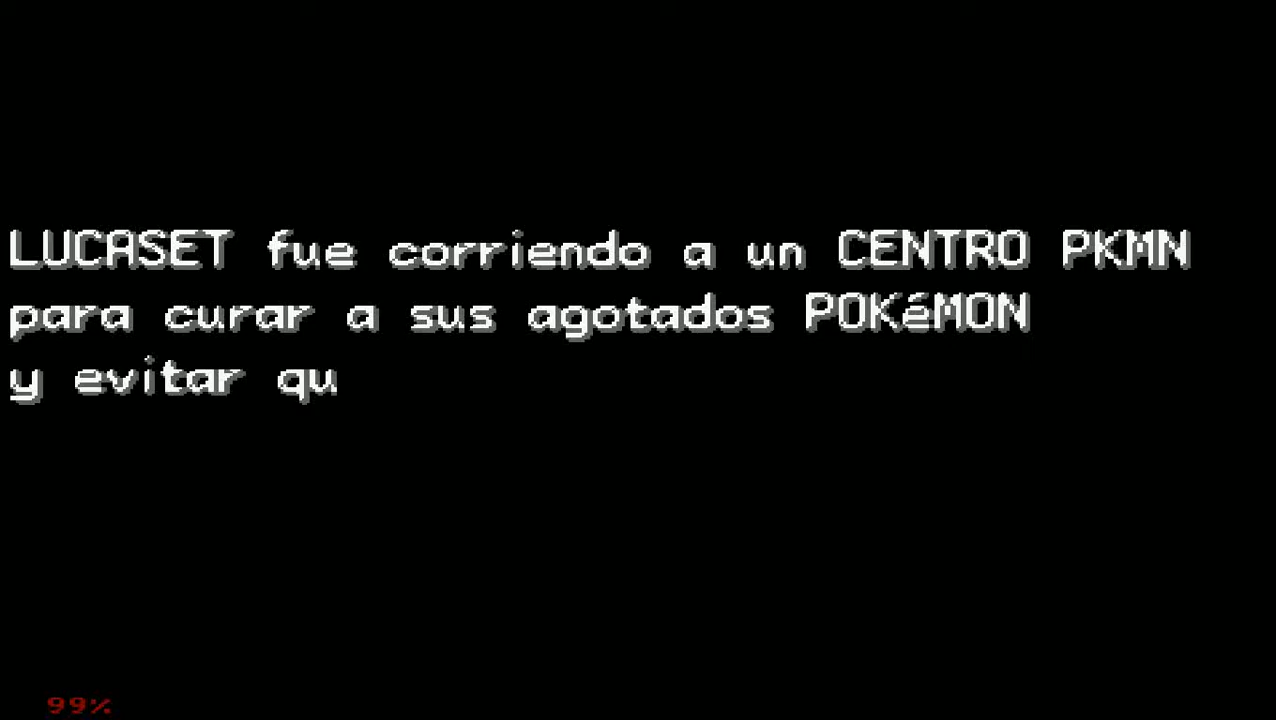 LUCASET fue corriendo a un CENTRO PKMN
para curar a sus agotados POKéMON
y evitar qu
99%